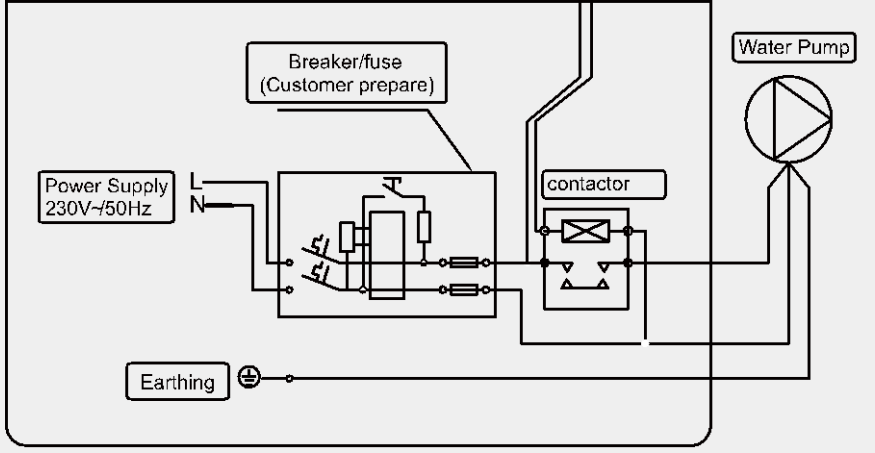 Water Pump
Breaker/fuse
(Customer prepare)
Power Supply
230V~/50Hz
L
N
contactor
Earthing